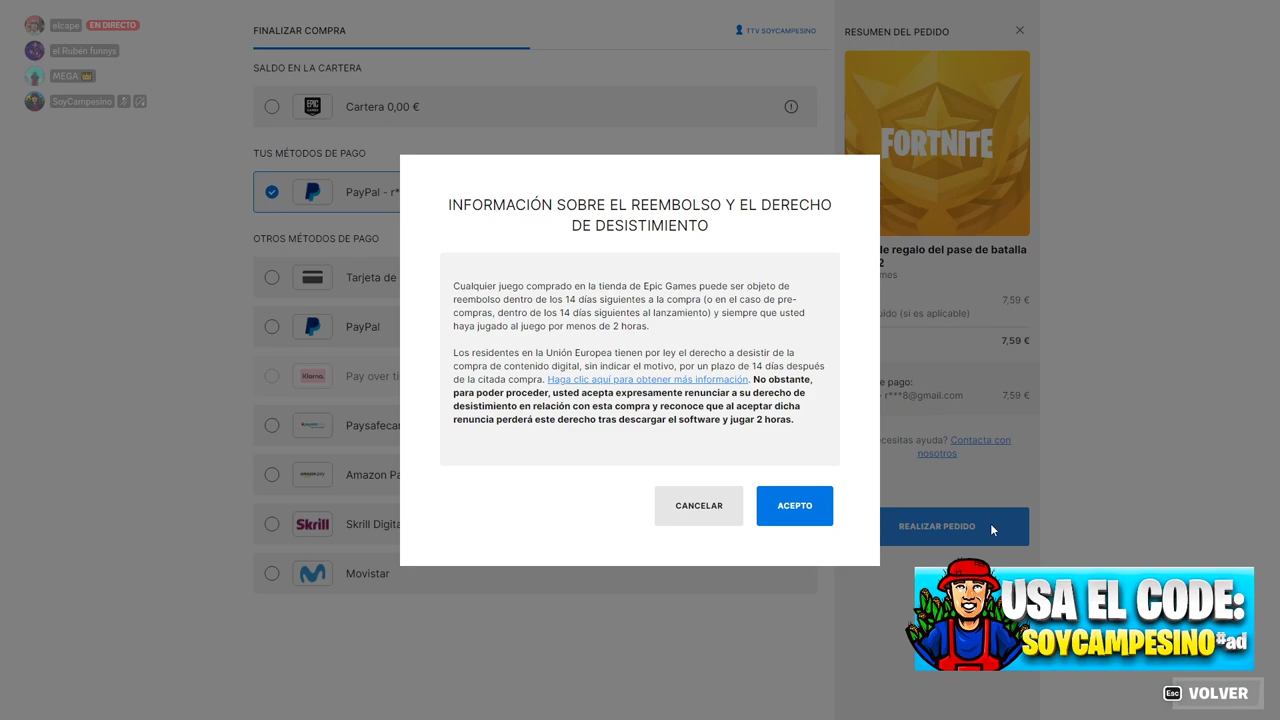 elcape EN DIRECTO
el Rubén funnys
MEGA
SoyCampesino
FINALIZAR COMPRA
TTV SOYCAMPESINO
SALDO EN LA CARTERA
EPIC GAMES
Cartera 0,00 €
TUS MÉTODOS DE PAGO
PayPal - r*
OTROS MÉTODOS DE PAGO
Tarjeta de
PayPal
Klarna.
Pay over ti
Paysafecar
Amazon Pa
Skrill
Skrill Digita
Movistar
INFORMACIÓN SOBRE EL REEMBOLSO Y EL DERECHO
DE DESISTIMIENTO
Cualquier juego comprado en la tienda de Epic Games puede ser objeto de
reembolso dentro de los 14 días siguientes a la compra (o en el caso de pre-
compras, dentro de los 14 días siguientes al lanzamiento) y siempre que usted
haya jugado al juego por menos de 2 horas.
Los residentes en la Unión Europea tienen por ley el derecho a desistir de la
compra de contenido digital, sin indicar el motivo, por un plazo de 14 días después
de la citada compra. Haga clic aquí para obtener más información. No obstante,
para poder proceder, usted acepta expresamente renunciar a su derecho de
desistimiento en relación con esta compra y reconoce que al aceptar dicha
renuncia perderá este derecho tras descargar el software y jugar 2 horas.
CANCELAR
ACEPTO
RESUMEN DEL PEDIDO
FORTNITE
le regalo del pase de batalla
2
mes
7,59 €
uido (si es aplicable)
7,59 €
e pago:
- r***8@gmail.com 7,59 €
ecesitas ayuda? Contacta con
nosotros
REALIZAR PEDIDO
USA EL CODE:
SOYCAMPESINO #ad
Esc VOLVER